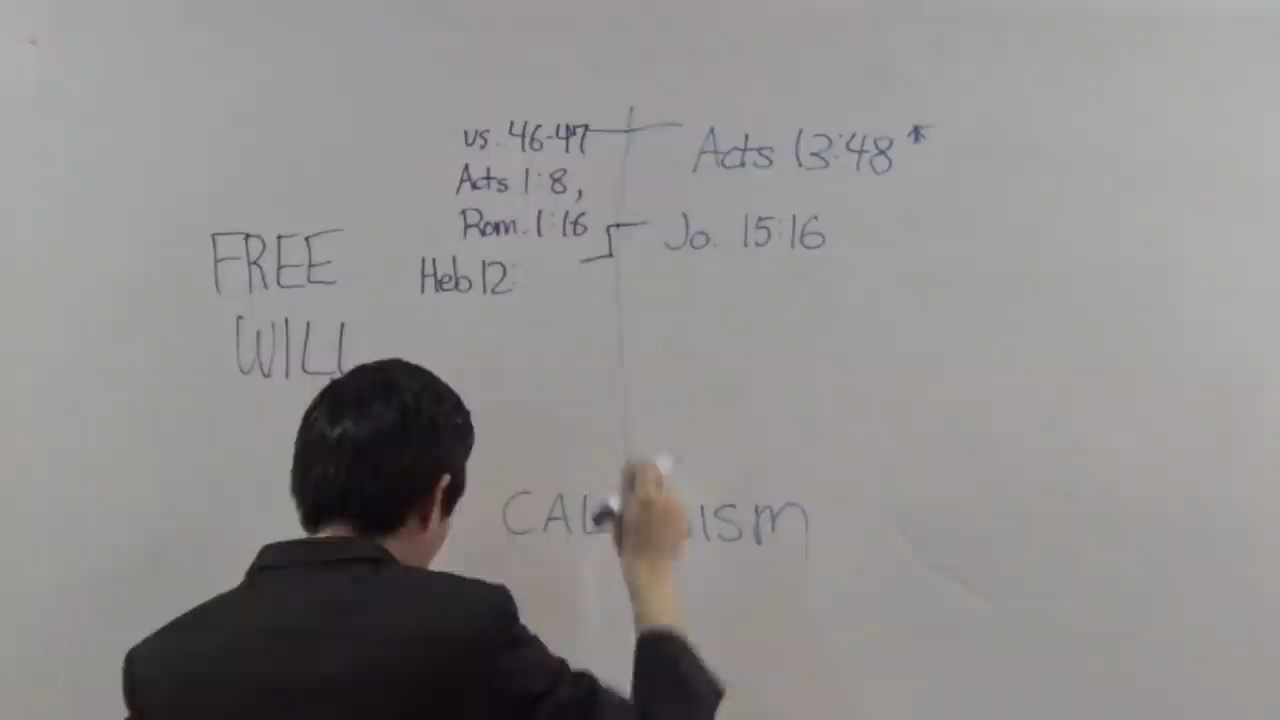 vs. 46-47
Acts 1:8,
Rom. 1:16
Heb 12:
Acts 13:48*
Jo. 15:16
FREE
WILL